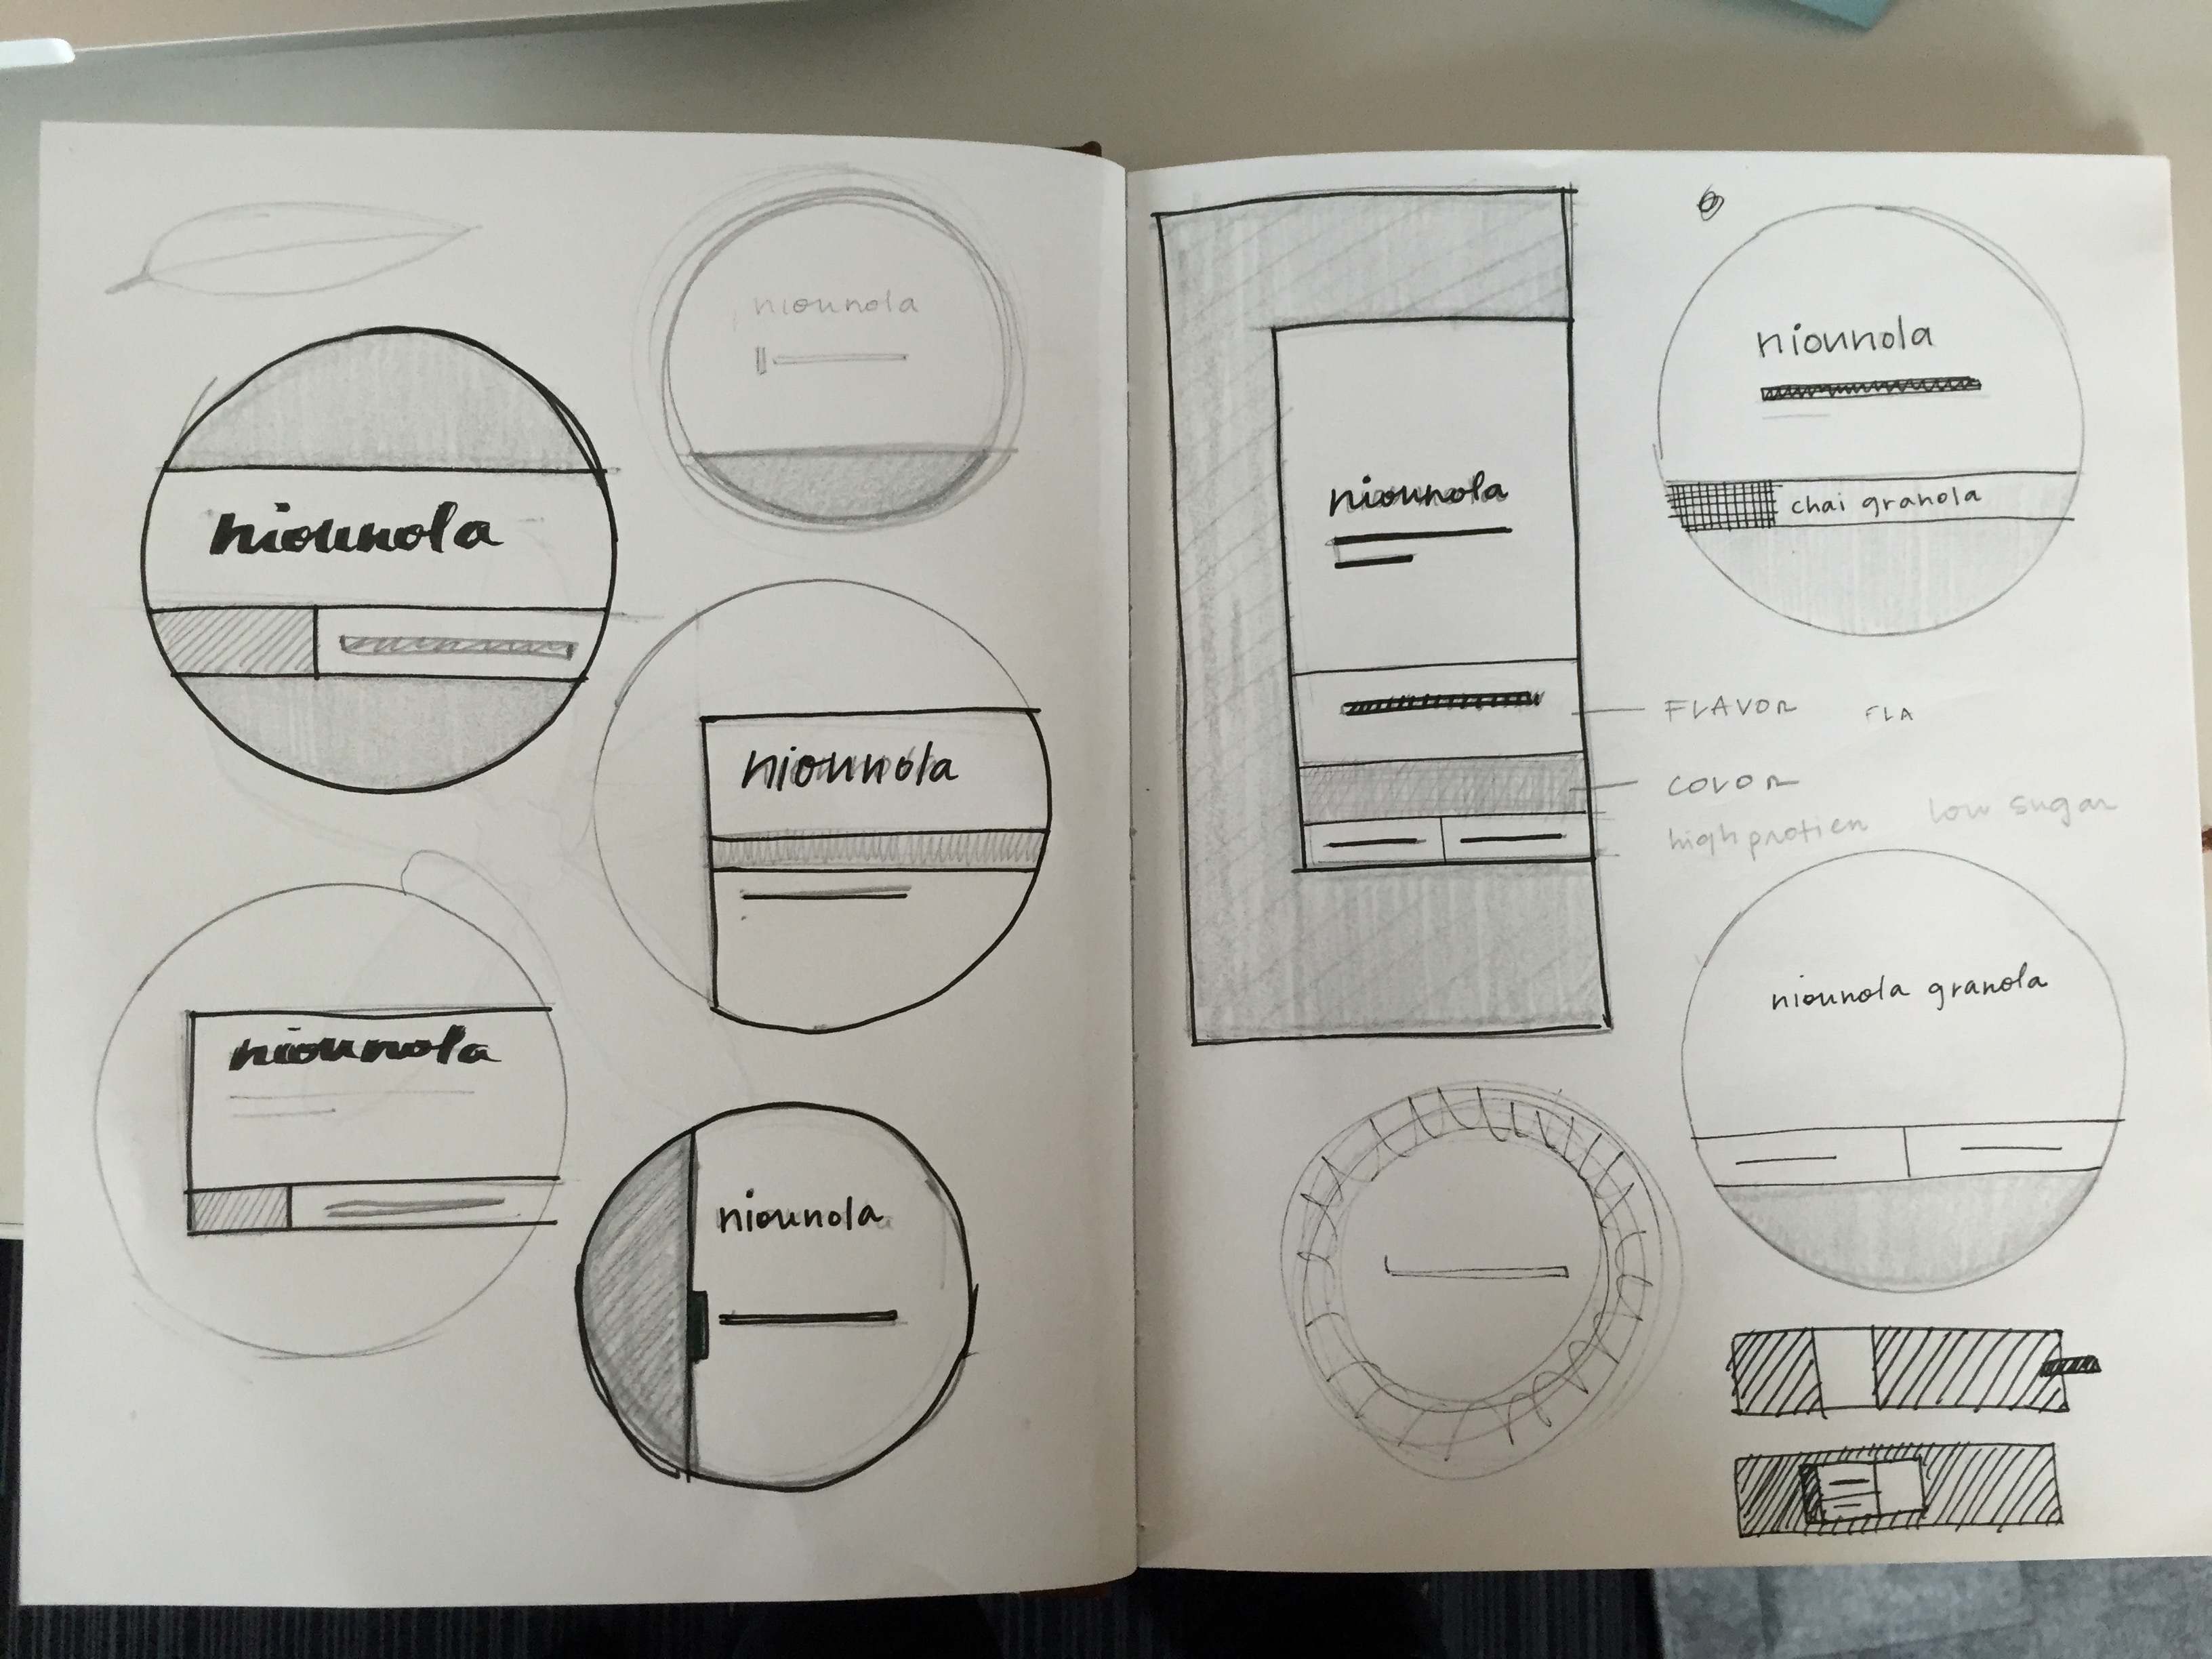 niounola
niounola
niounola
niounola
niounola
niounola
niounola
chai granola
FLAVOR FLA
COLOR
high protien low sugar
niounola granola